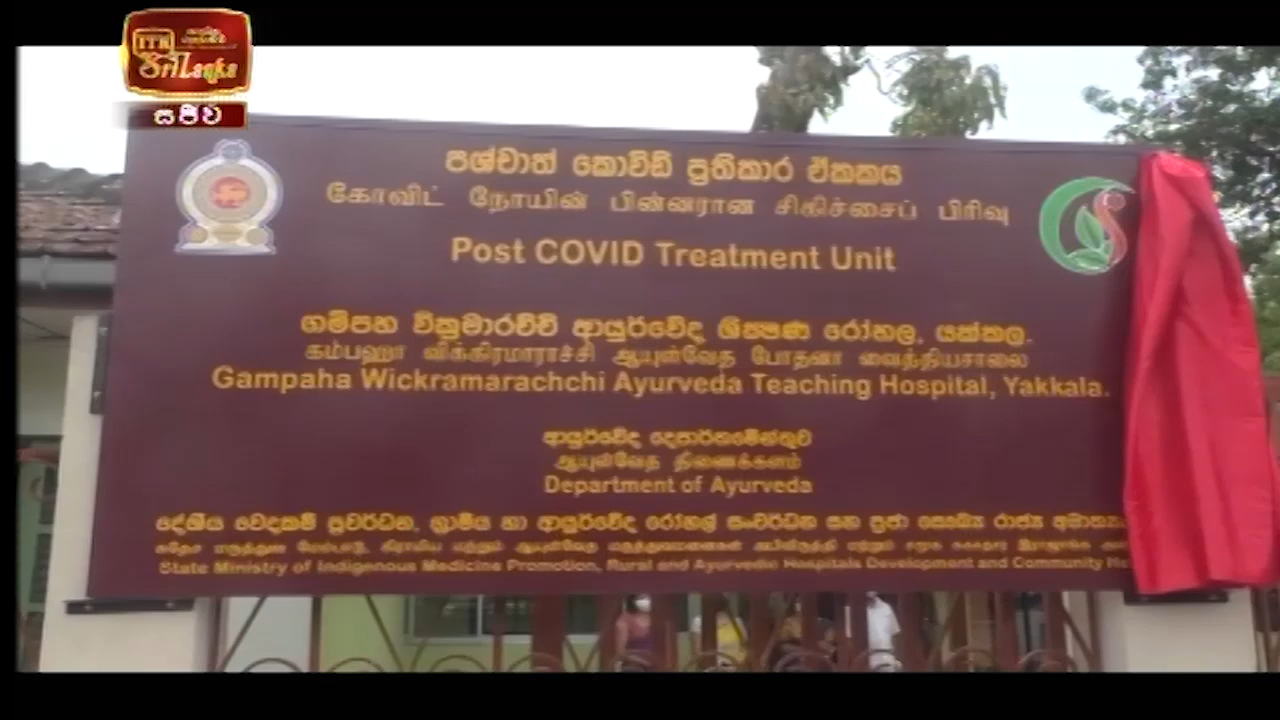 ITN
Sri Lanka
සජීව
පශ්චාත් කොවිඩ් ප්‍රතිකාර ඒකකය
கோவிட் நோயின் பின்னரான சிகிச்சைப் பிரிவு
Post COVID Treatment Unit
ගම්පහ වික්‍රමාරච්චි ආයුර්වේද ශික්ෂණ රෝහල, යක්කල.
கம்பஹா விக்கிரமாராச்சி ஆயுள்வேத போதனா வைத்தியசாலை
Gampaha Wickramarachchi Ayurveda Teaching Hospital, Yakkala.
ආයුර්වේද දෙපාර්තමේන්තුව
ஆயுள்வேத திணைக்களம்
Department of Ayurveda
දේශීය වෙදකම් ප්‍රවර්ධන, ග්‍රාමීය හා ආයුර්වේද රෝහල් සංවර්ධන සහ ප්‍රජා සෞඛ්‍ය රාජ්‍ය
State Ministry of Indigenous Medicine Promotion, Rural and Ayurvedic Hospitals Development and Community